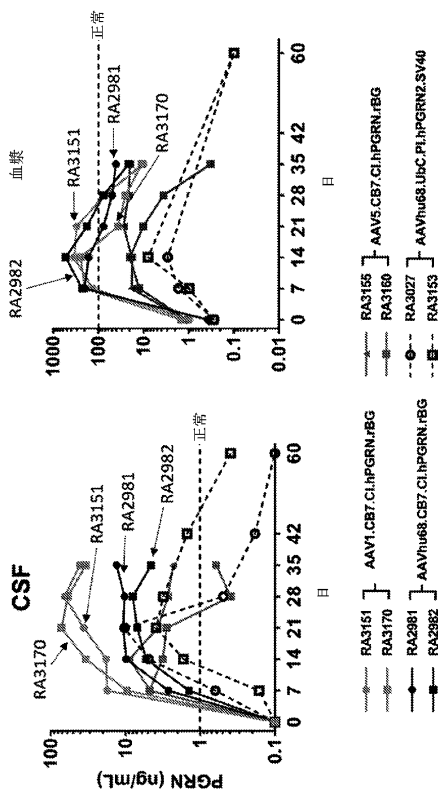 CSF
PGRN (ng/mL)
100
10
1
0.1
0 7 14 21 28 35 42 60
日
正常
RA3170
RA3151
RA2981
RA2982
血漿
1000
100
10
1
0.1
0.01
0 7 14 21 28 35 42 60
日
正常
RA2982
RA3151
RA2981
RA3170
RA3151
RA3170
AAV1.CB7.CI.hPGRN.rBG
RA2981
RA2982
AAVhu68.CB7.CI.hPGRN.rBG
RA3155
RA3160
AAV5.CB7.CI.hPGRN.rBG
RA3027
RA3153
AAVhu68.UbC.PI.hPGRN2.SV40